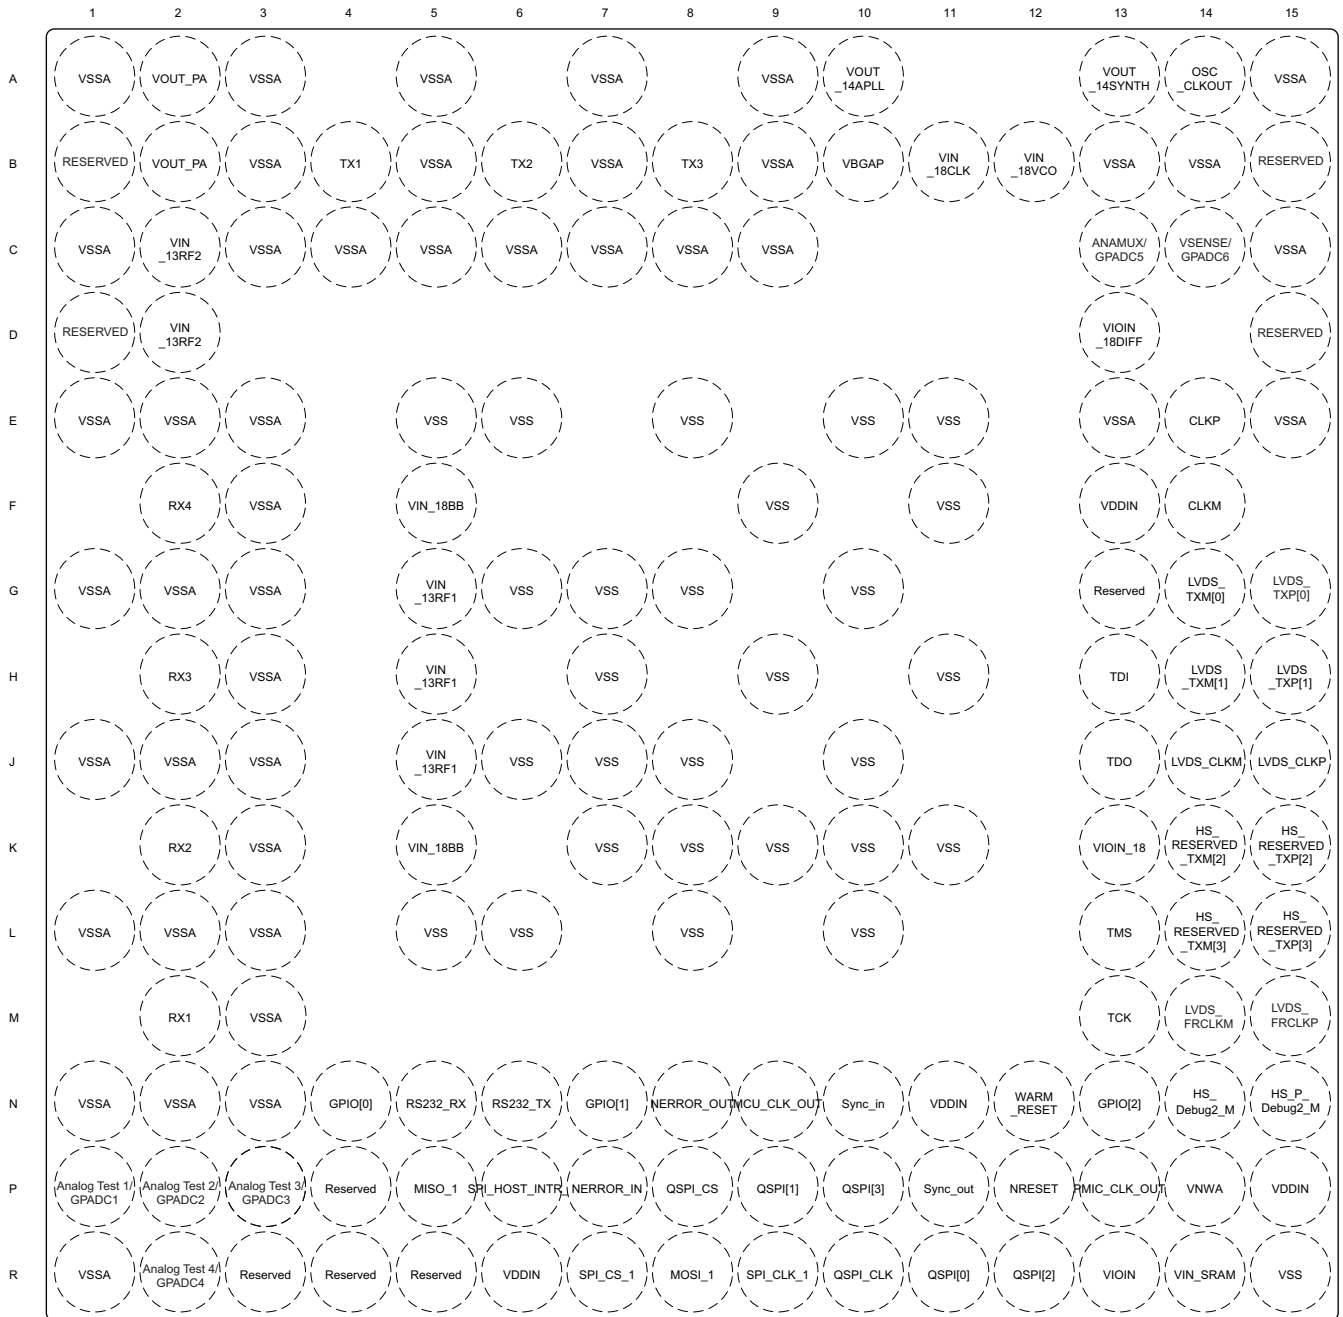 1 2 3 4 5 6 7 8 9 10 11 12 13 14 15
A VSSA VOUT_PA VSSA VSSA VSSA VSSA VOUT _14APLL VOUT _14SYNTH OSC _CLKOUT VSSA
B RESERVED VOUT_PA VSSA TX1 VSSA TX2 VSSA TX3 VSSA VBGAP VIN _18CLK VIN _18VCO VSSA VSSA RESERVED
C VSSA VIN _13RF2 VSSA VSSA VSSA VSSA VSSA VSSA VSSA ANAMUX/ GPADC5 VSENSE/ GPADC6 VSSA
D RESERVED VIN _13RF2 VIOIN _18DIFF RESERVED
E VSSA VSSA VSSA VSS VSS VSS VSS VSS VSSA CLKP VSSA
F RX4 VSSA VIN_18BB VSS VSS VDDIN CLKM
G VSSA VSSA VSSA VIN _13RF1 VSS VSS VSS VSS Reserved LVDS_ TXM[0] LVDS_ TXP[0]
H RX3 VSSA VIN _13RF1 VSS VSS VSS TDI LVDS _TXM[1] LVDS _TXP[1]
J VSSA VSSA VSSA VIN _13RF1 VSS VSS VSS VSS TDO LVDS_CLKM LVDS_CLKP
K RX2 VSSA VIN_18BB VSS VSS VSS VSS VSS VIOIN_18 HS_ RESERVED _TXM[2] HS_ RESERVED _TXP[2]
L VSSA VSSA VSSA VSS VSS VSS VSS TMS HS_ RESERVED _TXM[3] HS_ RESERVED _TXP[3]
M RX1 VSSA TCK LVDS_ FRCLKM LVDS_ FRCLKP
N VSSA VSSA VSSA GPIO[0] RS232_RX RS232_TX GPIO[1] NERROR_OUT MCU_CLK_OUT Sync_in VDDIN WARM _RESET GPIO[2] HS_ Debug2_M HS_P_ Debug2_M
P Analog Test 1/ GPADC1 Analog Test 2/ GPADC2 Analog Test 3/ GPADC3 Reserved MISO_1 SPI_HOST_INTR_ NERROR_IN QSPI_CS QSPI[1] QSPI[3] Sync_out NRESET PMIC_CLK_OUT VNWA VDDIN
R VSSA Analog Test 4/ GPADC4 Reserved Reserved Reserved VDDIN SPI_CS_1 MOSI_1 SPI_CLK_1 QSPI_CLK QSPI[0] QSPI[2] VIOIN VIN_SRAM VSS